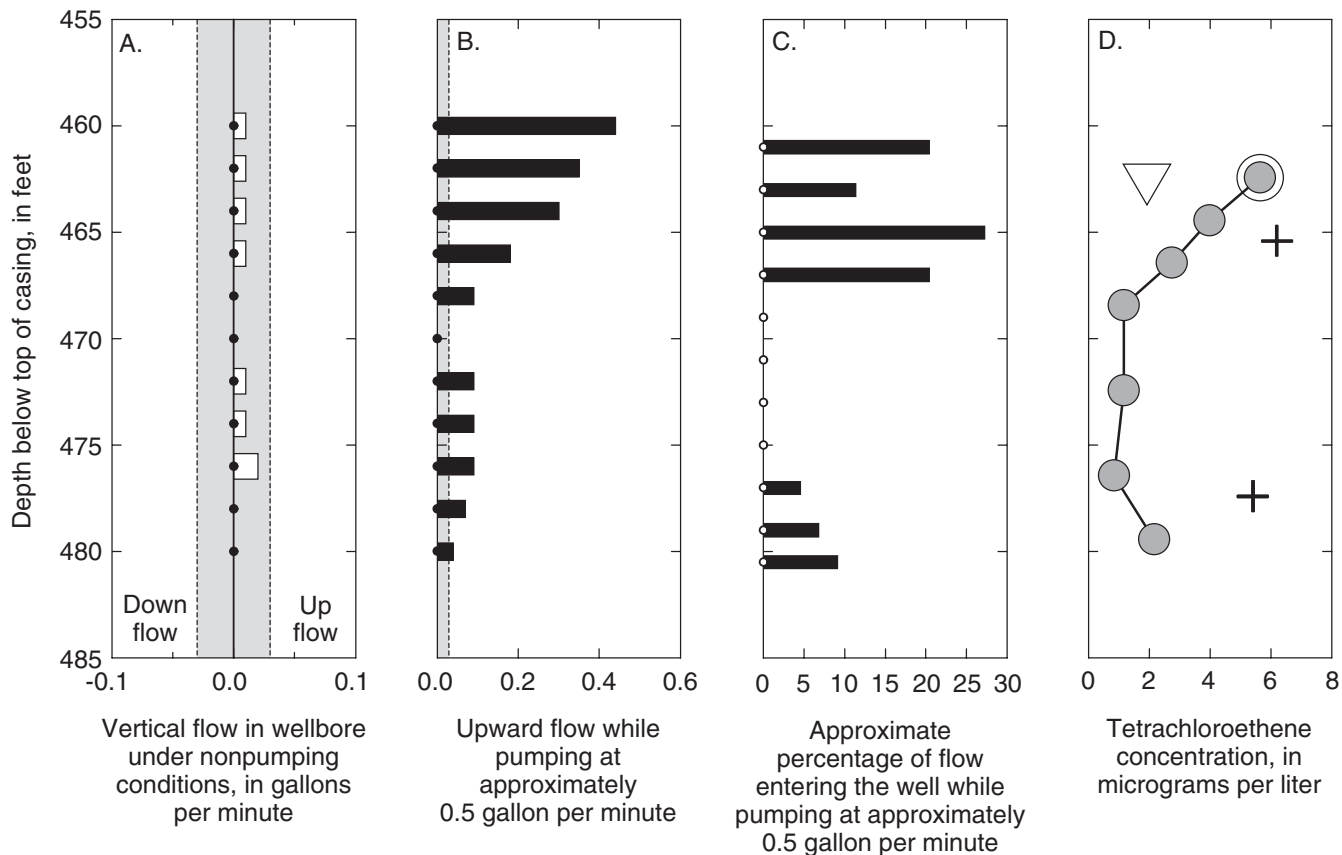 455
460
465
470
475
480
485
Depth below top of casing, in feet
A.
Down
flow
Up
flow
-0.1
0.0
0.1
Vertical flow in wellbore
under nonpumping
conditions, in gallons
per minute
B.
0.0
0.2
0.4
0.6
Upward flow while
pumping at
approximately
0.5 gallon per minute
C.
0
5
10
15
20
25
30
Approximate
percentage of flow
entering the well while
pumping at approximately
0.5 gallon per minute
D.
0
2
4
6
8
Tetrachloroethene
concentration, in
micrograms per liter